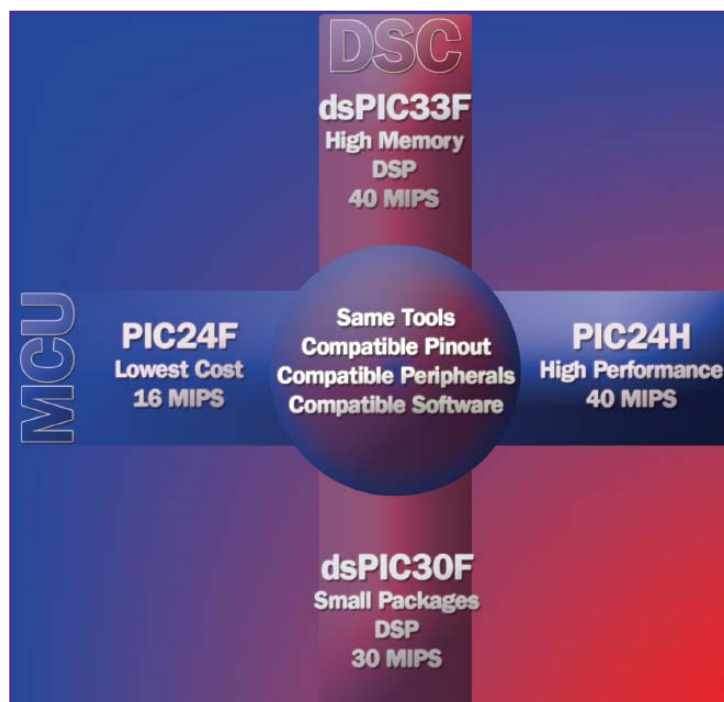 DSC
dsPIC33F
High Memory
DSP
40 MIPS
MCU
PIC24F
Lowest Cost
16 MIPS
Same Tools
Compatible Pinout
Compatible Peripherals
Compatible Software
PIC24H
High Performance
40 MIPS
dsPIC30F
Small Packages
DSP
30 MIPS